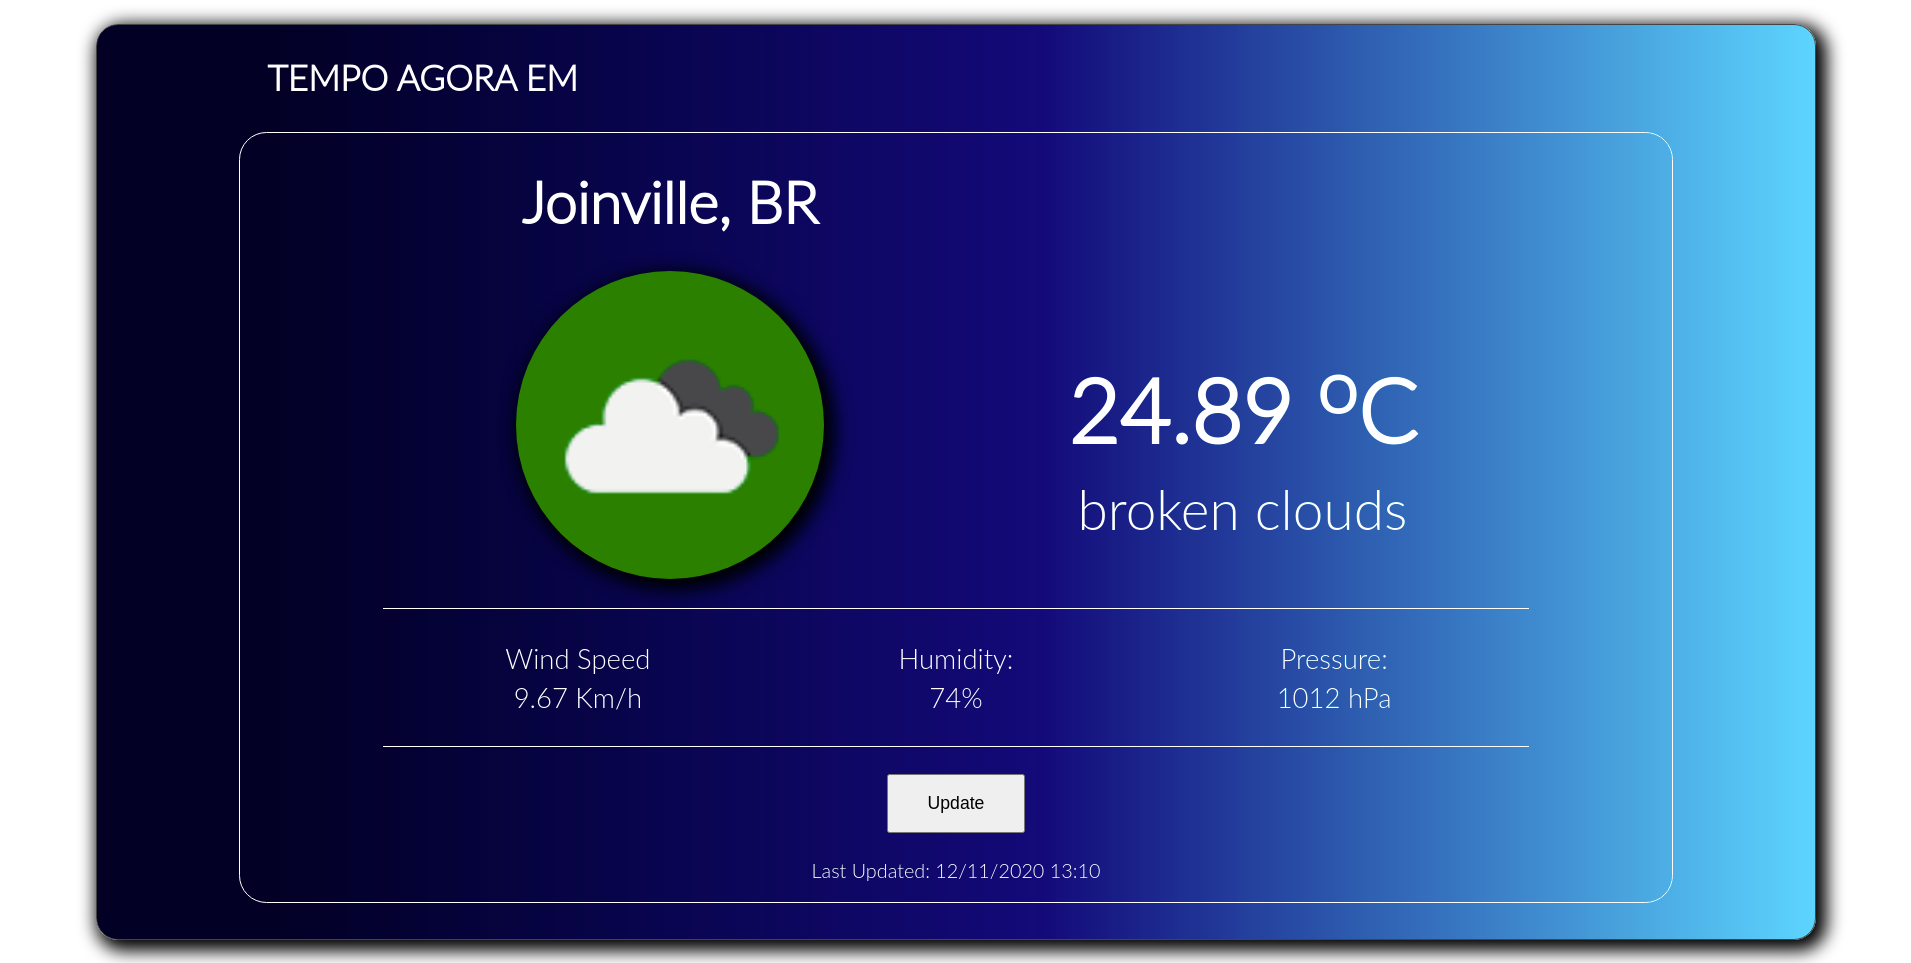 TEMPO AGORA EM
Joinville, BR
24.89 ºC
broken clouds
Wind Speed
9.67 Km/h
Humidity:
74%
Pressure:
1012 hPa
Update
Last Updated: 12/11/2020 13:10